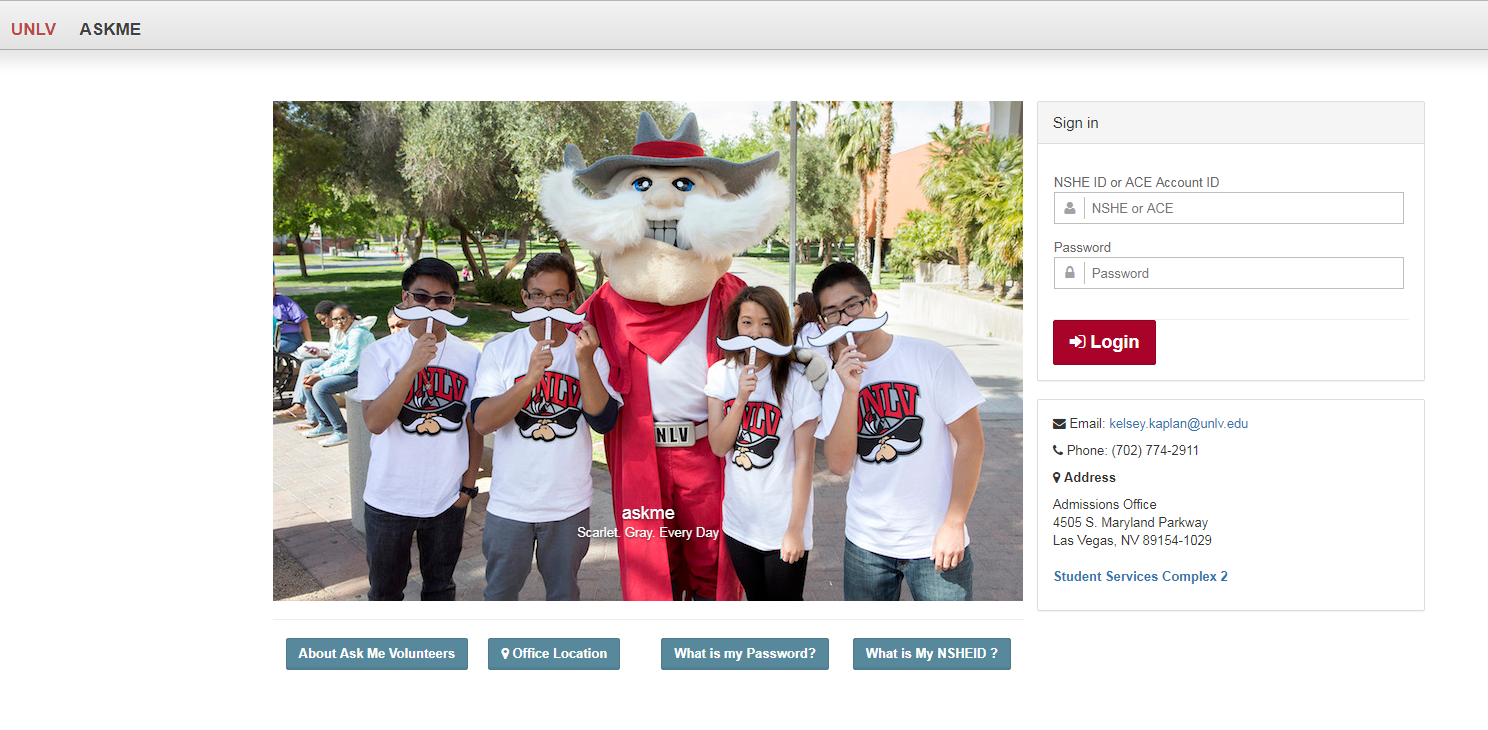 UNLV ASKME
UNLV
UNLV
NLV
UNLV
UNLV
askme
Scarlet. Gray. Every Day
About Ask Me Volunteers
Office Location
What is my Password?
What is My NSHEID ?
Sign in
NSHE ID or ACE Account ID
NSHE or ACE
Password
Password
Login
Email: kelsey.kaplan@unlv.edu
Phone: (702) 774-2911
Address
Admissions Office
4505 S. Maryland Parkway
Las Vegas, NV 89154-1029
Student Services Complex 2